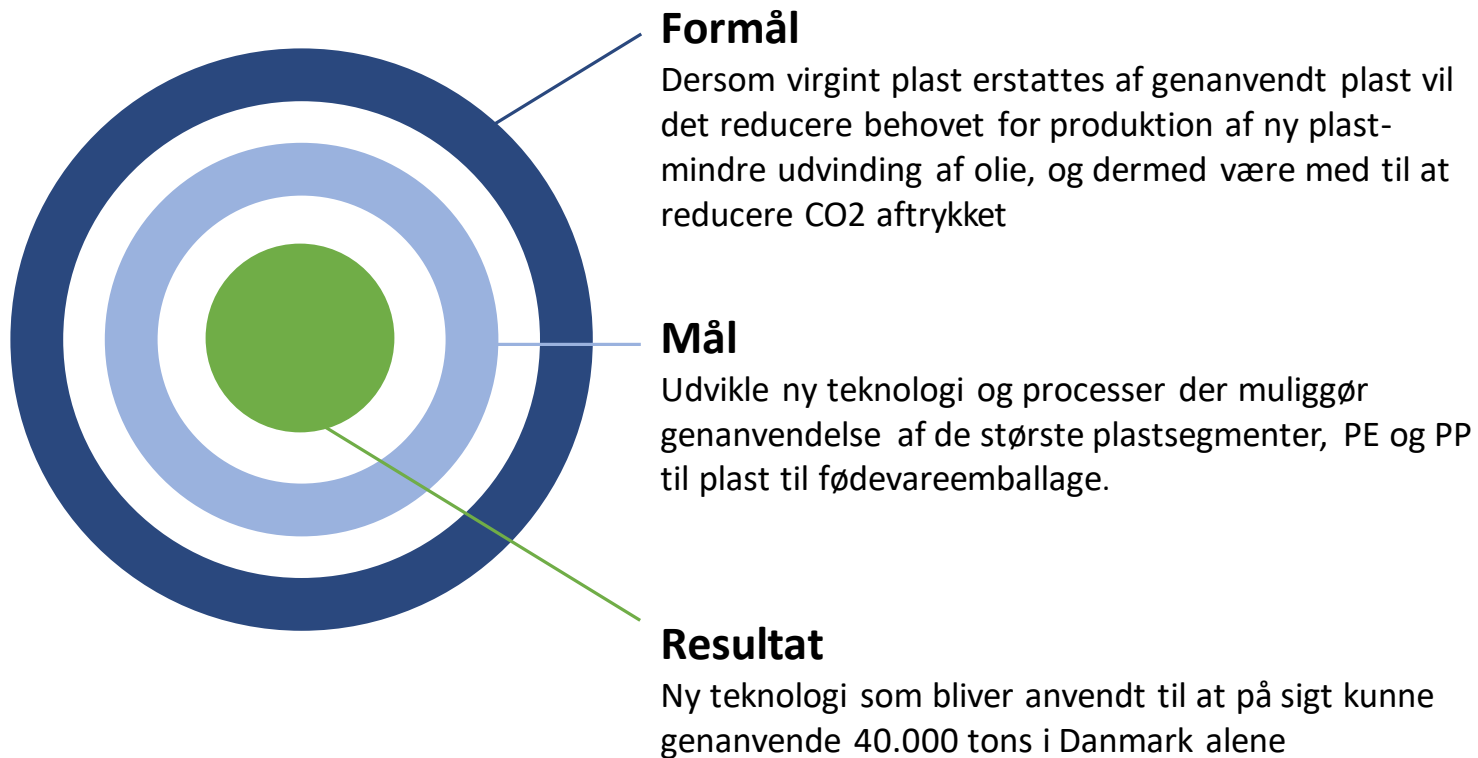 Formål
Dersom virgint plast erstattes af genanvendt plast vil
det reducere behovet for produktion af ny plast-
mindre udvinding af olie, og dermed være med til at
reducere CO2 aftrykket
Mål
Udvikle ny teknologi og processer der muliggør
genanvendelse af de største plastsegmenter, PE og PP
til plast til fødevareemballage.
Resultat
Ny teknologi som bliver anvendt til at på sigt kunne
genanvende 40.000 tons i Danmark alene